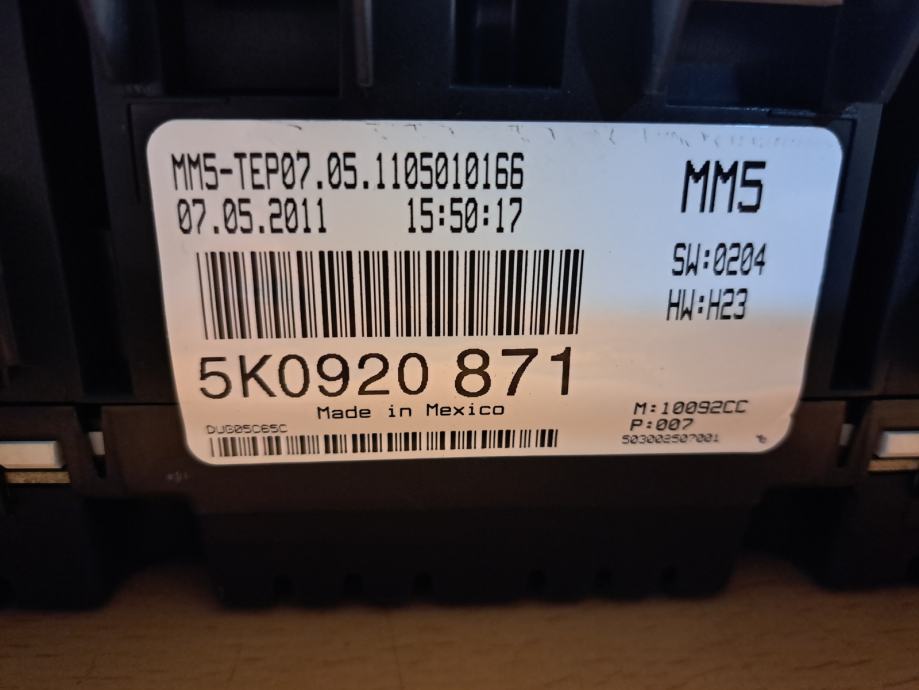 MM5-TEP07.05.1105010166
07.05.2011 15:50:17
MM5
SW:0204
HW:H23
5K0920 871
Made in Mexico
M:10092CC
P:007
503002507001